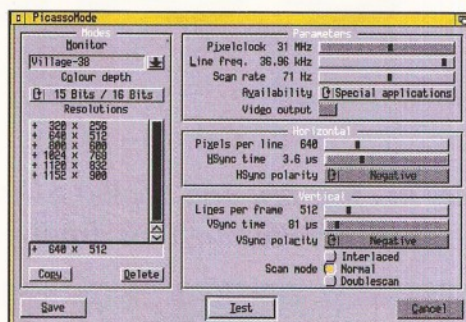 PicassoMode
Modes
Monitor
Village-38
Colour depth
15 Bits / 16 Bits
Resolutions
+ 320 x 256
+ 640 x 512
+ 800 x 600
+ 1024 x 768
+ 1120 x 832
+ 1152 x 900
+ 640 x 512
Copy
Delete
Parameters
Pixelclock 31 MHz
Line freq. 36.96 kHz
Scan rate 71 Hz
Availability Special applications
Video output
Horizontal
Pixels per line 640
HSync time 3.6 µs
HSync polarity Negative
Vertical
Lines per frame 512
VSync time 81 µs
VSync polarity Negative
Interlaced
Scan mode Normal
Doublescan
Save
Test
Cancel